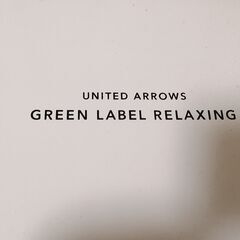 UNITED ARROWS
GREEN LABEL RELAXING